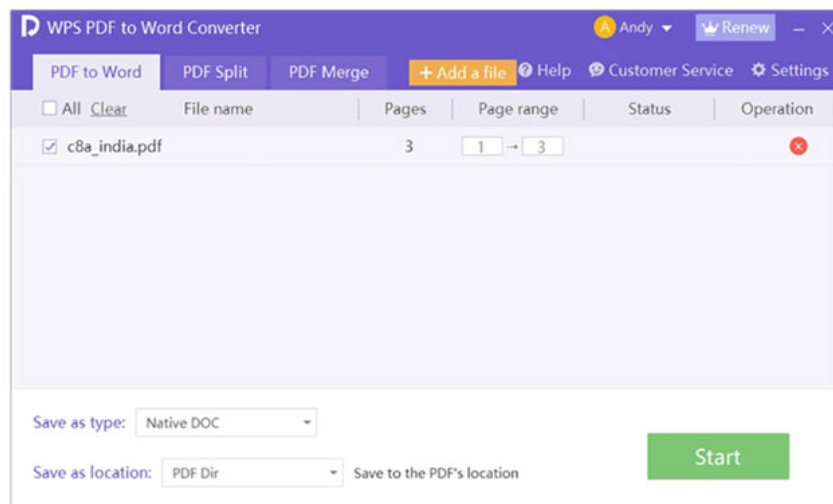 WPS PDF to Word Converter A Andy Renew
PDF to Word PDF Split PDF Merge + Add a file Help Customer Service Settings
All Clear File name Pages Page range Status Operation
c8a_india.pdf 3 1 → 3
Save as type: Native DOC
Start
Save as location: PDF Dir Save to the PDF's location